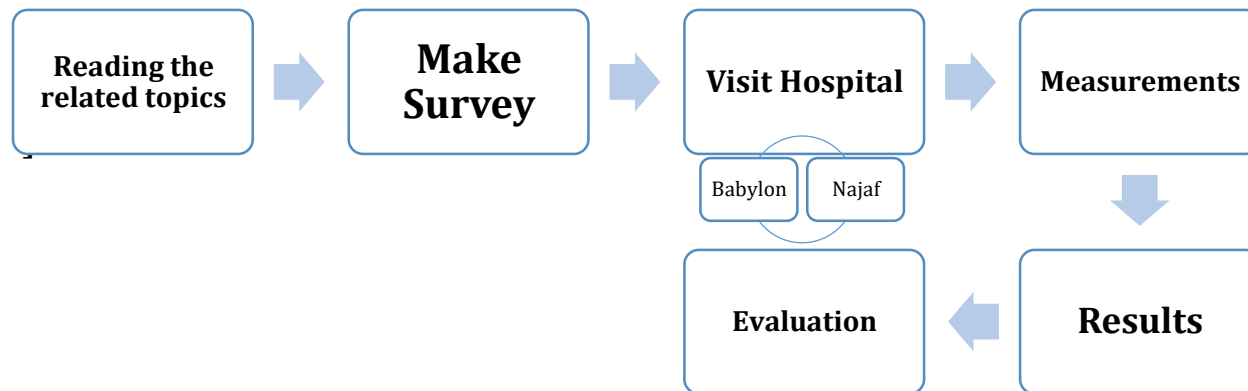 Reading the
related topics
Make
Survey
Visit Hospital
Measurements
Babylon
Najaf
Evaluation
Results